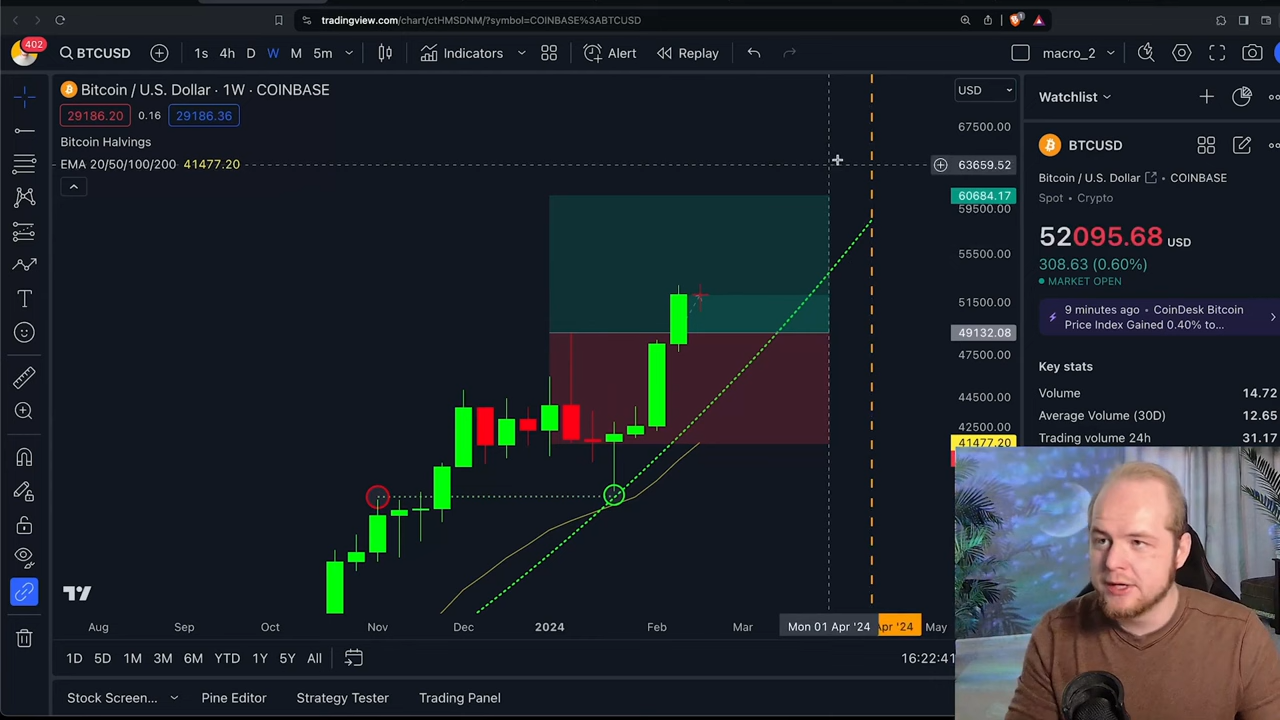 tradingview.com/chart/ctHMSDNM/?symbol=COINBASE%3ABTCUSD
402
BTCUSD 1s 4h D W M 5m Indicators Alert Replay macro_2
Bitcoin / U.S. Dollar · 1W · COINBASE
29186.20 0.16 29186.36
Bitcoin Halvings
EMA 20/50/100/200 41477.20
USD
67500.00
63659.52
60684.17
59500.00
55500.00
51500.00
49132.08
47500.00
44500.00
42500.00
41477.20
Aug Sep Oct Nov Dec 2024 Feb Mar Mon 01 Apr '24 Apr '24 May
1D 5D 1M 3M 6M YTD 1Y 5Y All 16:22:41
Stock Screen... Pine Editor Strategy Tester Trading Panel
Watchlist
BTCUSD
Bitcoin / U.S. Dollar · COINBASE
Spot · Crypto
52095.68 USD
308.63 (0.60%)
MARKET OPEN
9 minutes ago · CoinDesk Bitcoin
Price Index Gained 0.40% to...
Key stats
Volume 14.72
Average Volume (30D) 12.65
Trading volume 24h 31.17